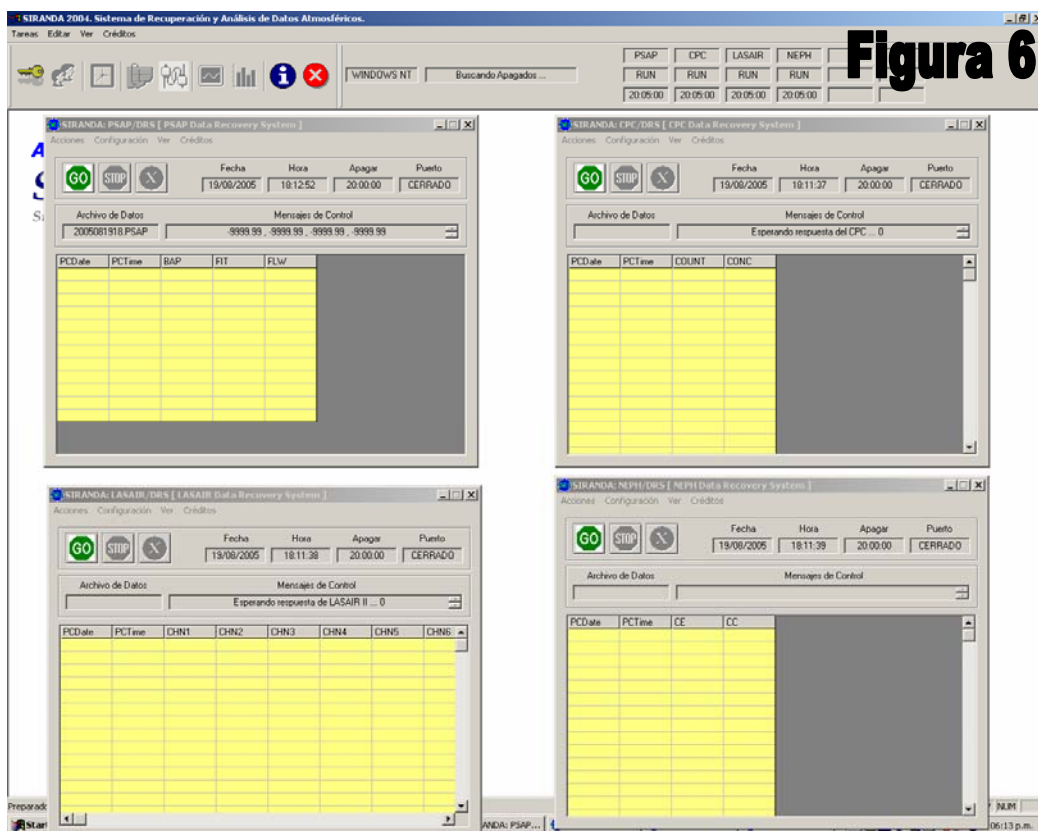 SIRANDA 2004. Sistema de Recuperación y Análisis de Datos Atmosféricos.
Tareas Editar Ver Créditos
Figura 6
WINDOWS NT Buscando Apagados ...
PSAP CPC LASAIR NEPH
RUN RUN RUN RUN
20:05:00 20:05:00 20:05:00 20:05:00
SIRANDA: PSAP/DRS [ PSAP Data Recovery System ]
Acciones Configuración Ver Créditos
GO STOP X
Fecha Hora Apagar Puerto
19/08/2005 18:12:52 20:00:00 CERRADO
Archivo de Datos Mensajes de Control
2005081918.PSAP -9999.99 , -9999.99 , -9999.99 , -9999.99
PCDate PCTime BAP FIT FLW
SIRANDA: CPC/DRS [ CPC Data Recovery System ]
Acciones Configuración Ver Créditos
GO STOP X
Fecha Hora Apagar Puerto
19/08/2005 18:11:37 20:00:00 CERRADO
Archivo de Datos Mensajes de Control
Esperando respuesta del CPC ... 0
PCDate PCTime COUNT CONC
SIRANDA: LASAIR/DRS [ LASAIR Data Recovery System ]
Acciones Configuración Ver Créditos
GO STOP X
Fecha Hora Apagar Puerto
19/08/2005 18:11:38 20:00:00 CERRADO
Archivo de Datos Mensajes de Control
Esperando respuesta de LASAIR II ... 0
PCDate PCTime CHN1 CHN2 CHN3 CHN4 CHN5 CHN6
SIRANDA: NEPH/DRS [ NEPH Data Recovery System ]
Acciones Configuración Ver Créditos
GO STOP X
Fecha Hora Apagar Puerto
19/08/2005 18:11:39 20:00:00 CERRADO
Archivo de Datos Mensajes de Control
PCDate PCTime CE CC
NUM
ANDA: PSAP... 06:13 p.m.